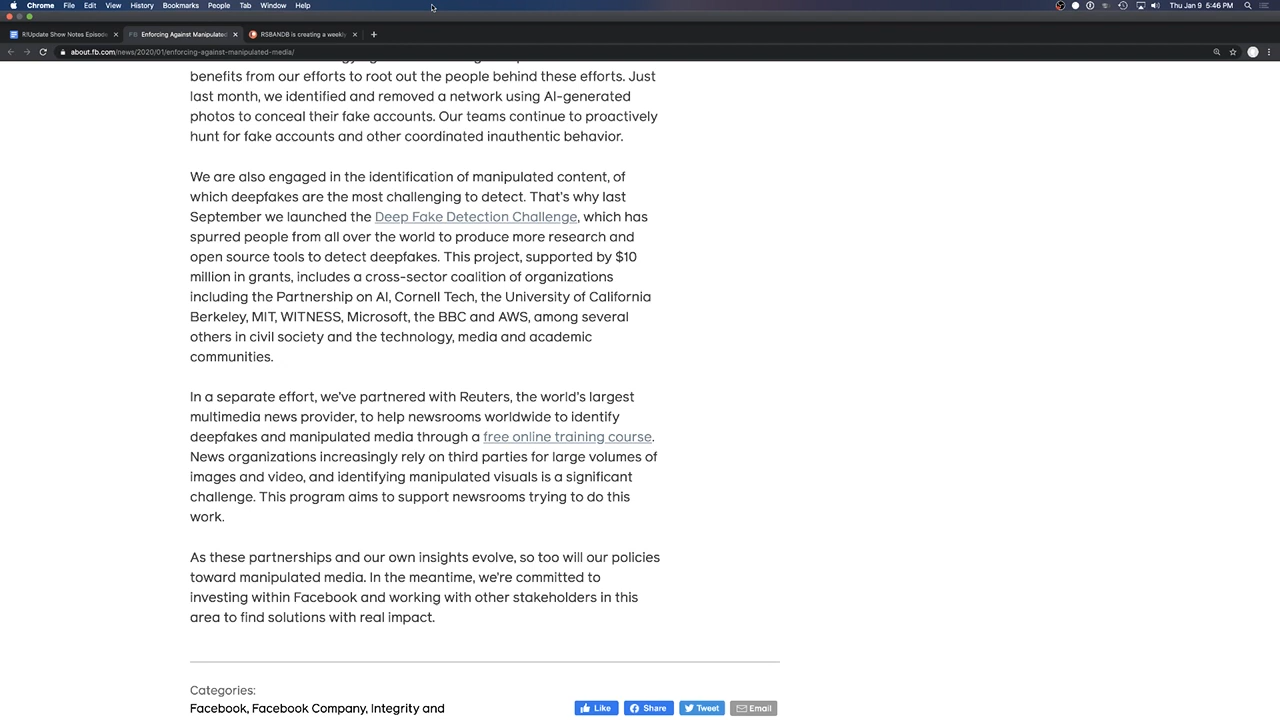 Chrome File Edit View History Bookmarks People Tab Window Help Thu Jan 9 5:46 PM
R!Update Show Notes Episode Enforcing Against Manipulated RSBANDB is creating a weekly
about.fb.com/news/2020/01/enforcing-against-manipulated-media/
benefits from our efforts to root out the people behind these efforts. Just
last month, we identified and removed a network using AI-generated
photos to conceal their fake accounts. Our teams continue to proactively
hunt for fake accounts and other coordinated inauthentic behavior.
We are also engaged in the identification of manipulated content, of
which deepfakes are the most challenging to detect. That's why last
September we launched the Deep Fake Detection Challenge, which has
spurred people from all over the world to produce more research and
open source tools to detect deepfakes. This project, supported by $10
million in grants, includes a cross-sector coalition of organizations
including the Partnership on AI, Cornell Tech, the University of California
Berkeley, MIT, WITNESS, Microsoft, the BBC and AWS, among several
others in civil society and the technology, media and academic
communities.
In a separate effort, we've partnered with Reuters, the world's largest
multimedia news provider, to help newsrooms worldwide to identify
deepfakes and manipulated media through a free online training course.
News organizations increasingly rely on third parties for large volumes of
images and video, and identifying manipulated visuals is a significant
challenge. This program aims to support newsrooms trying to do this
work.
As these partnerships and our own insights evolve, so too will our policies
toward manipulated media. In the meantime, we're committed to
investing within Facebook and working with other stakeholders in this
area to find solutions with real impact.
Categories:
Facebook, Facebook Company, Integrity and
Like Share Tweet Email